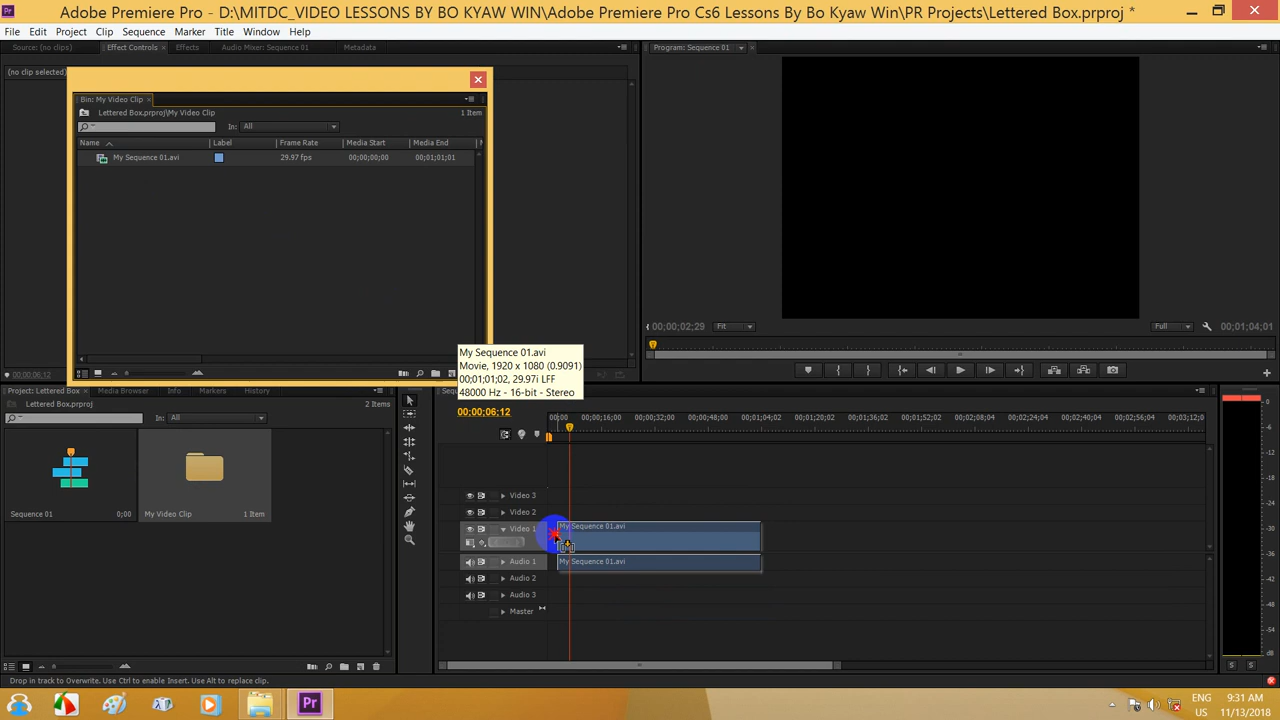 Adobe Premiere Pro - D:\MITDC_VIDEO LESSONS BY BO KYAW WIN\Adobe Premiere Pro Cs6 Lessons By Bo Kyaw Win\PR Projects\Lettered Box.prproj *
File Edit Project Clip Sequence Marker Title Window Help
Source: (no clips) Effect Controls Effects Audio Mixer: Sequence 01 Metadata
Program: Sequence 01
(no clip selected)
Bin: My Video Clip
Lettered Box.prproj\My Video Clip 1 Item
In: All
Name Label Frame Rate Media Start Media End
My Sequence 01.avi 29.97 fps 00;00;00;00 00;01;01;01
00;00;02;29 Fit Full 00;01;04;01
My Sequence 01.avi
Movie, 1920 x 1080 (0.9091)
00;01;01;02, 29.97i LFF
48000 Hz - 16-bit - Stereo
00;00;06;12
Project: Lettered Box Media Browser Info Markers History
Lettered Box.prproj 2 Items
In: All
Sequence 01 0;00
My Video Clip 1 Item
00;00;06;12
00;00 00;00;16;00 00;00;32;00 00;00;48;00 00;01;04;02 00;01;20;02 00;01;36;02 00;01;52;02 00;02;08;04 00;02;24;04 00;02;40;04 00;02;56;04 00;03;12;0
Video 3
Video 2
Video 1 My Sequence 01.avi
Audio 1 My Sequence 01.avi
Audio 2
Audio 3
Master
-6
-12
-18
-24
-30
-36
-42
-48
-54
S S
Drop in track to Overwrite. Use Ctrl to enable Insert. Use Alt to replace clip.
Pr
ENG 9:31 AM
US 11/13/2018